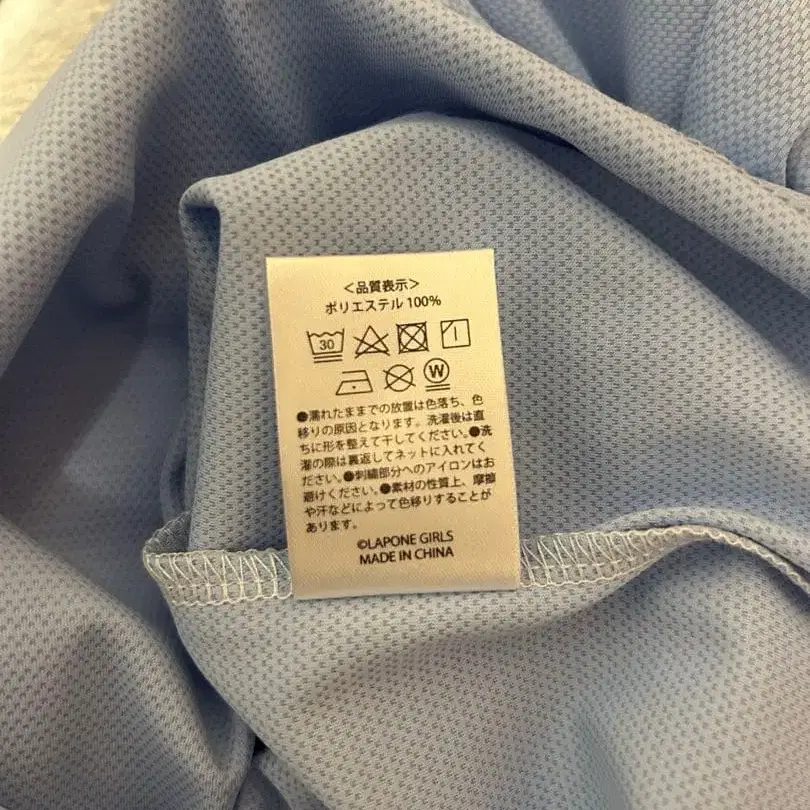 <品質表示>
ポリエステル 100%
30
W
●濡れたままでの放置は色落ち、色
移りの原因となります。洗濯後は直
ちに形を整えて干してください。●洗
濯の際は裏返してネットに入れてく
ださい。●刺繍部分へのアイロンはお
避けください。●素材の性質上、摩擦
や汗などによって色移りすることが
あります。
©LAPONE GIRLS
MADE IN CHINA